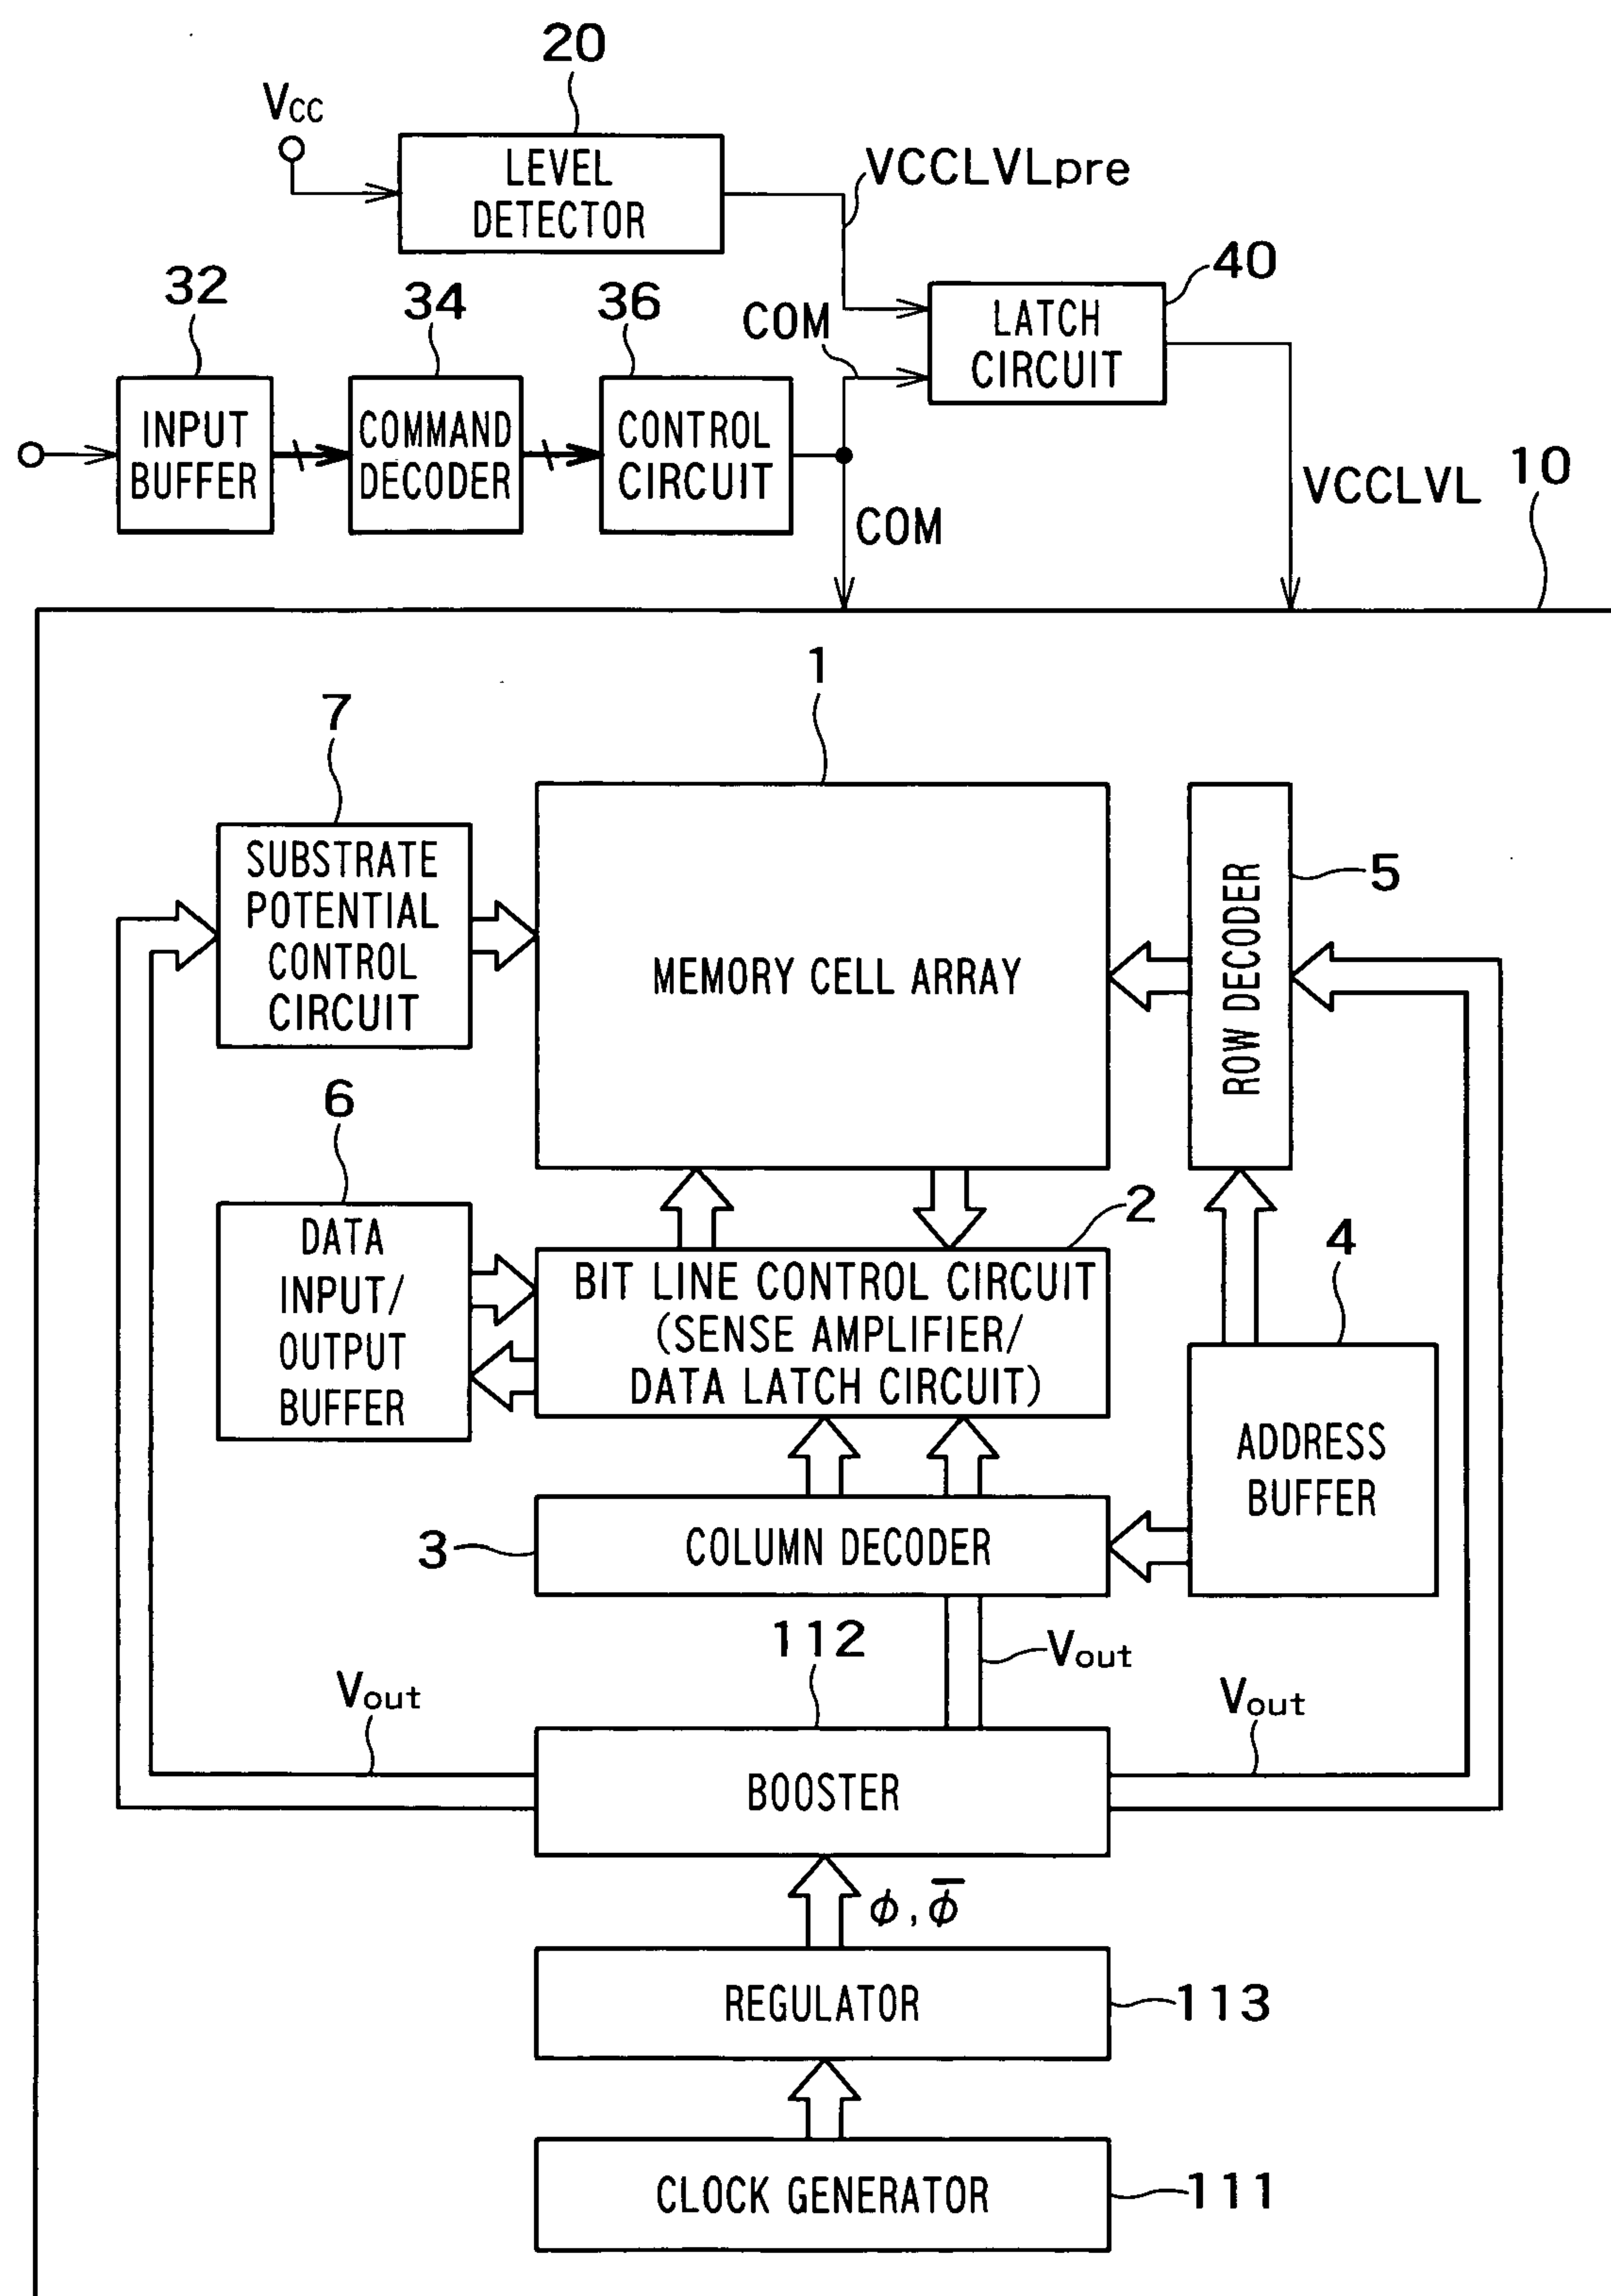 20
VCC
LEVEL
DETECTOR
VCCLVLpre
32
34
36
COM
40
LATCH
CIRCUIT
INPUT
BUFFER
COMMAND
DECODER
CONTROL
CIRCUIT
COM
VCCLVL
10
1
7
SUBSTRATE
POTENTIAL
CONTROL
CIRCUIT
MEMORY CELL ARRAY
ROW DECODER
5
6
DATA
INPUT/
OUTPUT
BUFFER
2
BIT LINE CONTROL CIRCUIT
(SENSE AMPLIFIER/
DATA LATCH CIRCUIT)
4
ADDRESS
BUFFER
3
COLUMN DECODER
112
Vout
Vout
Vout
BOOSTER
ϕ, ϕ̅
REGULATOR
113
CLOCK GENERATOR
111